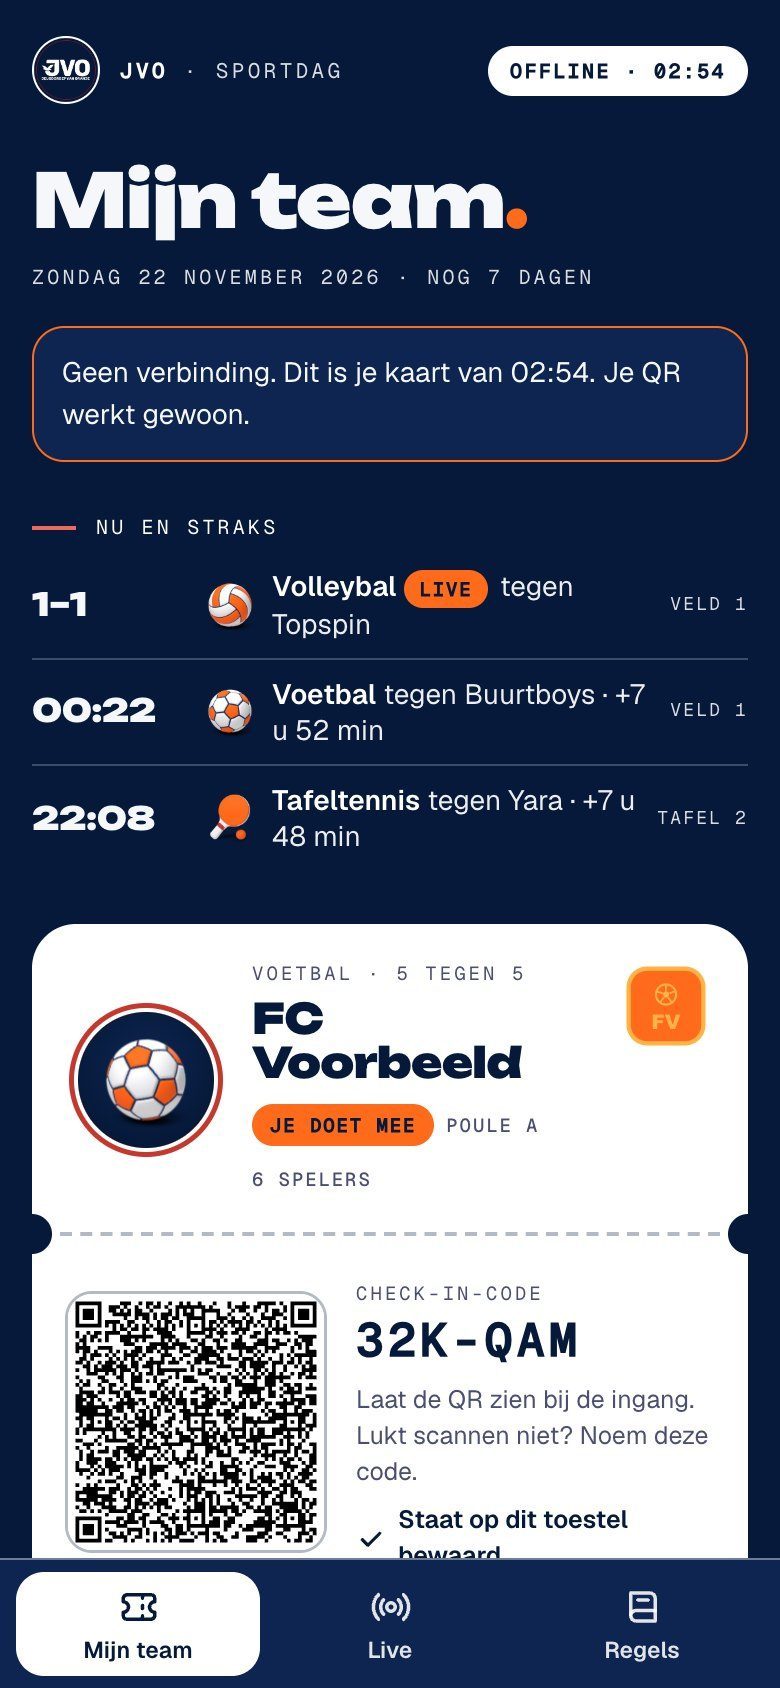 JVO
JVO · SPORTDAG
OFFLINE · 02:54
Mijn team.
ZONDAG 22 NOVEMBER 2026 · NOG 7 DAGEN
Geen verbinding. Dit is je kaart van 02:54. Je QR
werkt gewoon.
NU EN STRAKS
1–1
Volleybal LIVE tegen
Topspin
VELD 1
00:22
Voetbal tegen Buurtboys · +7
u 52 min
VELD 1
22:08
Tafeltennis tegen Yara · +7 u
48 min
TAFEL 2
VOETBAL · 5 TEGEN 5
FC
Voorbeeld
FV
JE DOET MEE POULE A
6 SPELERS
CHECK-IN-CODE
32K-QAM
Laat de QR zien bij de ingang.
Lukt scannen niet? Noem deze
code.
Staat op dit toestel
bewaard
Mijn team
Live
Regels